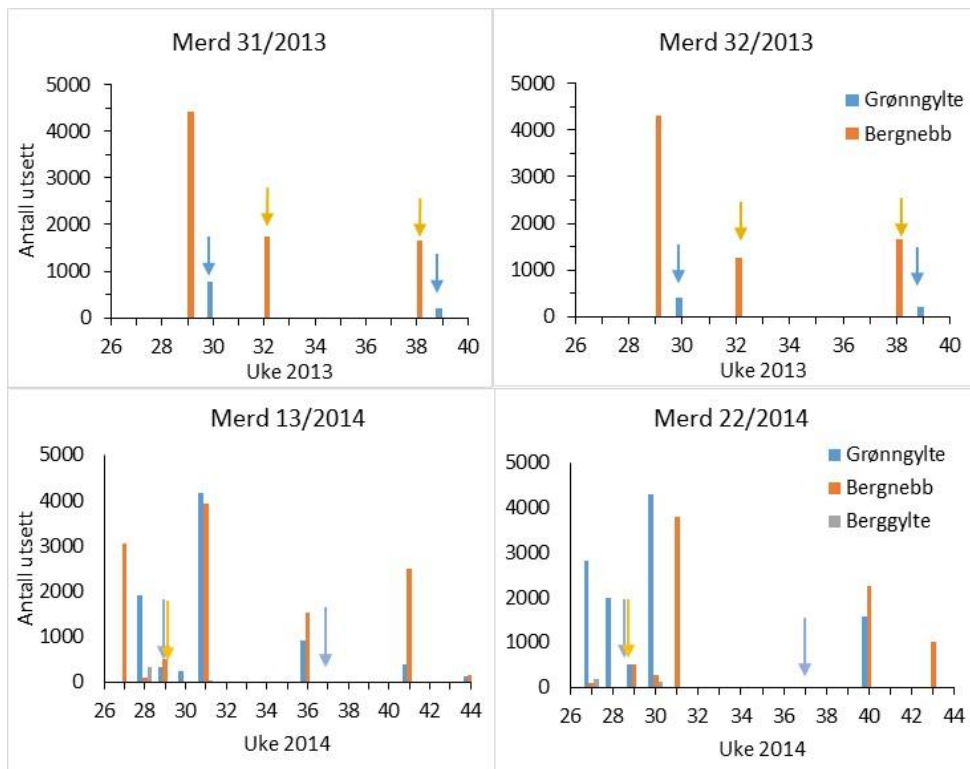 Merd 31/2013
Antall utsett
5000
4000
3000
2000
1000
0
26 28 30 32 34 36 38 40
Uke 2013
Merd 32/2013
5000
4000
3000
2000
1000
0
Grønngylte
Bergnebb
26 28 30 32 34 36 38 40
Uke 2013
Merd 13/2014
Antall utsett
5000
4000
3000
2000
1000
0
26 28 30 32 34 36 38 40 42 44
Uke 2014
Merd 22/2014
5000
4000
3000
2000
1000
0
Grønngylte
Bergnebb
Berggylte
26 28 30 32 34 36 38 40 42 44
Uke 2014